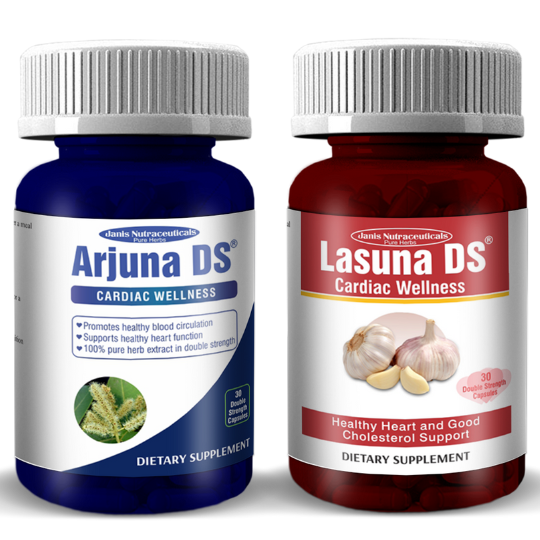 t a meal
Janis Nutraceuticals
Pure Herbs
Arjuna DS®
CARDIAC WELLNESS
♥Promotes healthy blood circulation
♥Supports healthy heart function
♥100% pure herb extract in double strength
30
Double
Strength
Capsules
DIETARY SUPPLEMENT
Janis Nutraceuticals
Pure Herbs
Lasuna DS®
Cardiac Wellness
30
Double Strength
Capsules
Healthy Heart and Good
Cholesterol Support
DIETARY SUPPLEMENT